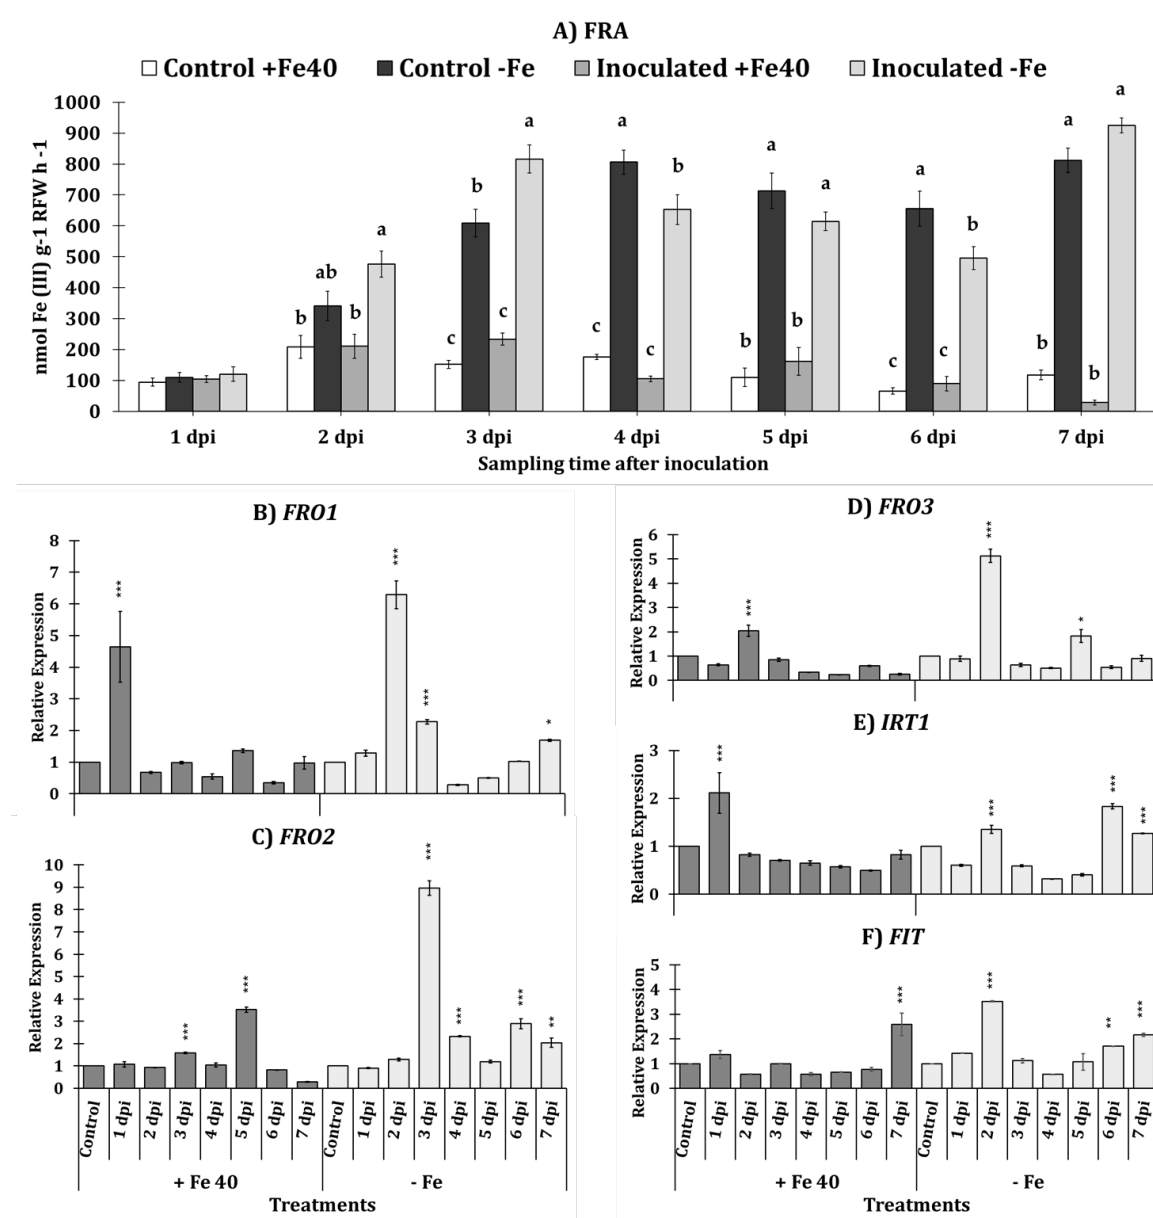 A) FRA
Control +Fe40 Control -Fe Inoculated +Fe40 Inoculated -Fe
nmol Fe (III) g-1 RFW h -1
1000
900
800
700
600
500
400
300
200
100
0
b ab b a
b c c a
c a c b
b a b a
c a c b
b a b a
1 dpi 2 dpi 3 dpi 4 dpi 5 dpi 6 dpi 7 dpi
Sampling time after inoculation
B) FRO1
Relative Expression
8
7
6
5
4
3
2
1
0
*** *** *** *
C) FRO2
Relative Expression
10
9
8
7
6
5
4
3
2
1
0
*** *** *** *** *** **
Control 1 dpi 2 dpi 3 dpi 4 dpi 5 dpi 6 dpi 7 dpi Control 1 dpi 2 dpi 3 dpi 4 dpi 5 dpi 6 dpi 7 dpi
+ Fe 40 - Fe
Treatments
D) FRO3
Relative Expression
6
5
4
3
2
1
0
*** *** *
E) IRT1
Relative Expression
3
2
1
0
*** *** *** ***
F) FIT
Relative Expression
5
4
3
2
1
0
*** *** ** ***
Control 1 dpi 2 dpi 3 dpi 4 dpi 5 dpi 6 dpi 7 dpi Control 1 dpi 2 dpi 3 dpi 4 dpi 5 dpi 6 dpi 7 dpi
+ Fe 40 - Fe
Treatments